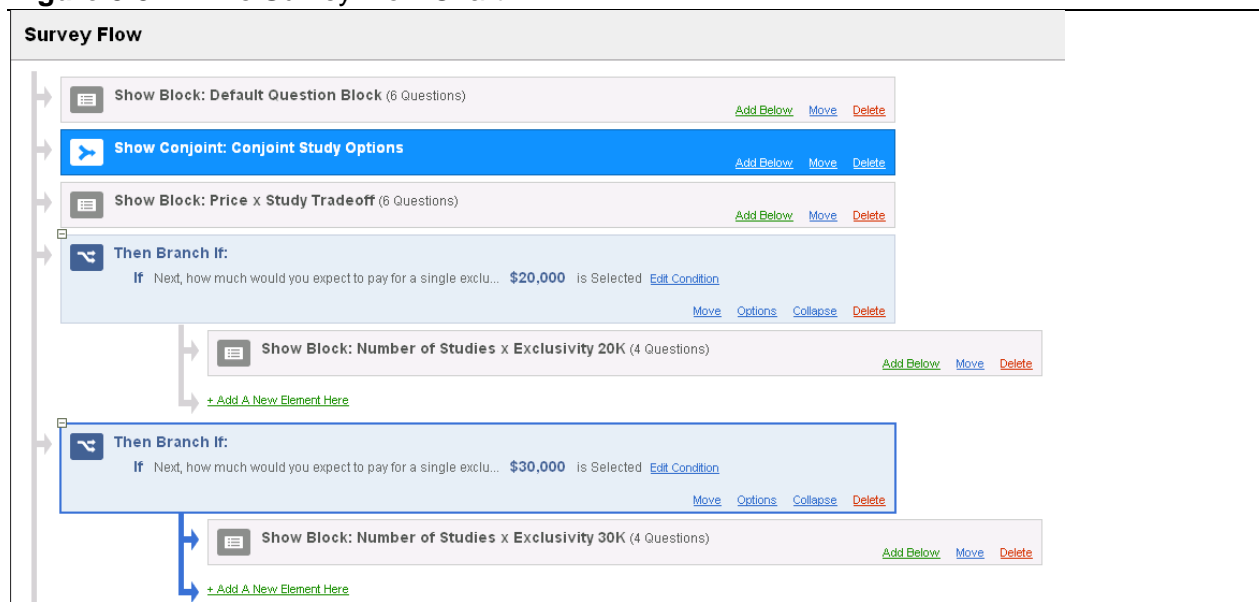 Survey Flow
Show Block: Default Question Block (6 Questions)
Add Below Move Delete
Show Conjoint: Conjoint Study Options
Add Below Move Delete
Show Block: Price x Study Tradeoff (6 Questions)
Add Below Move Delete
Then Branch If:
If Next, how much would you expect to pay for a single exclu... $20,000 is Selected Edit Condition
Move Options Collapse Delete
Show Block: Number of Studies x Exclusivity 20K (4 Questions)
Add Below Move Delete
+ Add A New Element Here
Then Branch If:
If Next, how much would you expect to pay for a single exclu... $30,000 is Selected Edit Condition
Move Options Collapse Delete
Show Block: Number of Studies x Exclusivity 30K (4 Questions)
Add Below Move Delete
+ Add A New Element Here